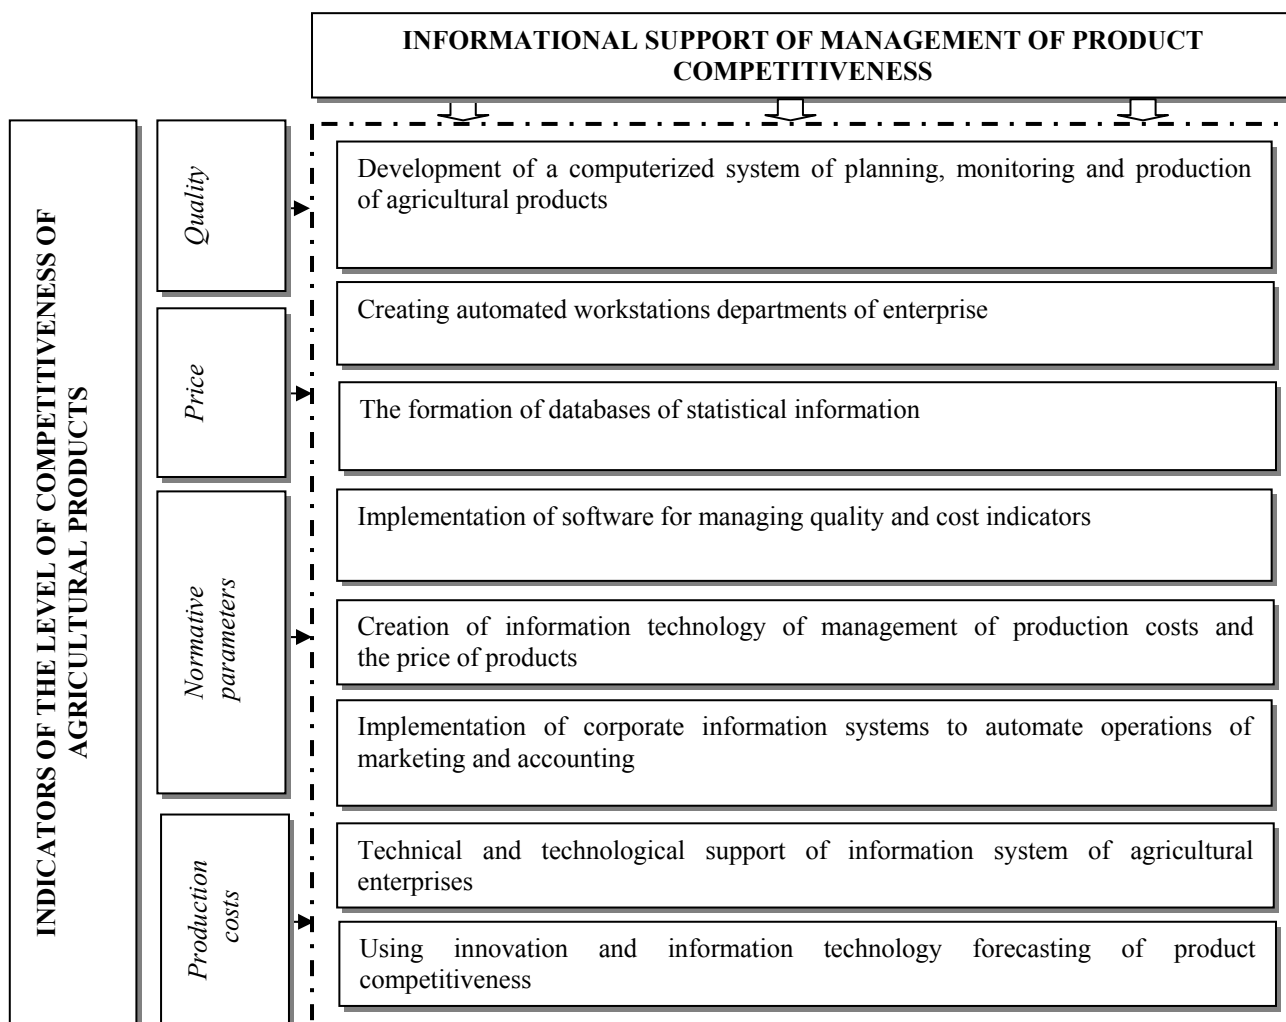 INFORMATIONAL SUPPORT OF MANAGEMENT OF PRODUCT
COMPETITIVENESS
INDICATORS OF THE LEVEL OF COMPETITIVENESS OF
AGRICULTURAL PRODUCTS
Quality
Price
Normative
parameters
Production
costs
Development of a computerized system of planning, monitoring and production
of agricultural products
Creating automated workstations departments of enterprise
The formation of databases of statistical information
Implementation of software for managing quality and cost indicators
Creation of information technology of management of production costs and
the price of products
Implementation of corporate information systems to automate operations of
marketing and accounting
Technical and technological support of information system of agricultural
enterprises
Using innovation and information technology forecasting of product
competitiveness